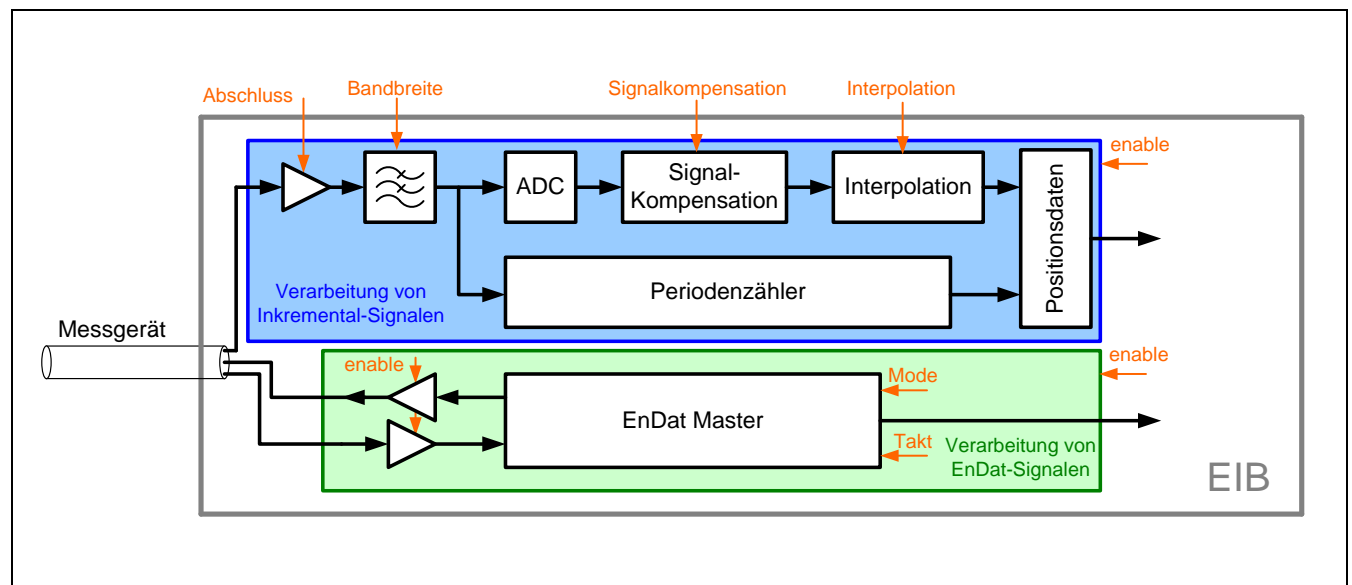 Abschluss
Bandbreite
Signalkompensation
Interpolation
enable
ADC
Signal-
Kompensation
Interpolation
Positionsdaten
Periodenzähler
Verarbeitung von
Inkremental-Signalen
Messgerät
enable
enable
Mode
EnDat Master
Takt
Verarbeitung von
EnDat-Signalen
EIB